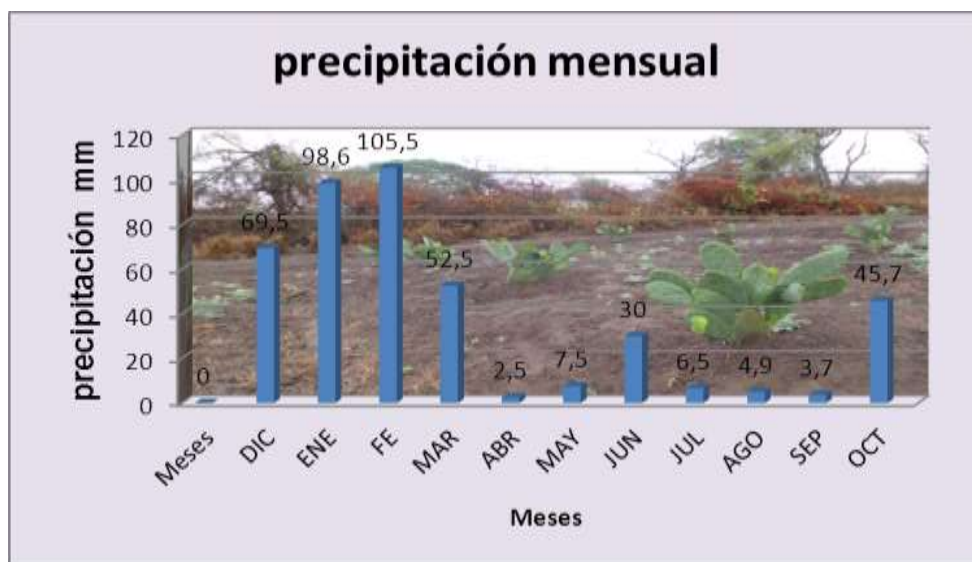 precipitación mensual
precipitación mm
120
100
80
60
40
20
0
0
69,5
98,6
105,5
52,5
2,5
7,5
30
6,5
4,9
3,7
45,7
Meses
DIC
ENE
FE
MAR
ABR
MAY
JUN
JUL
AGO
SEP
OCT
Meses